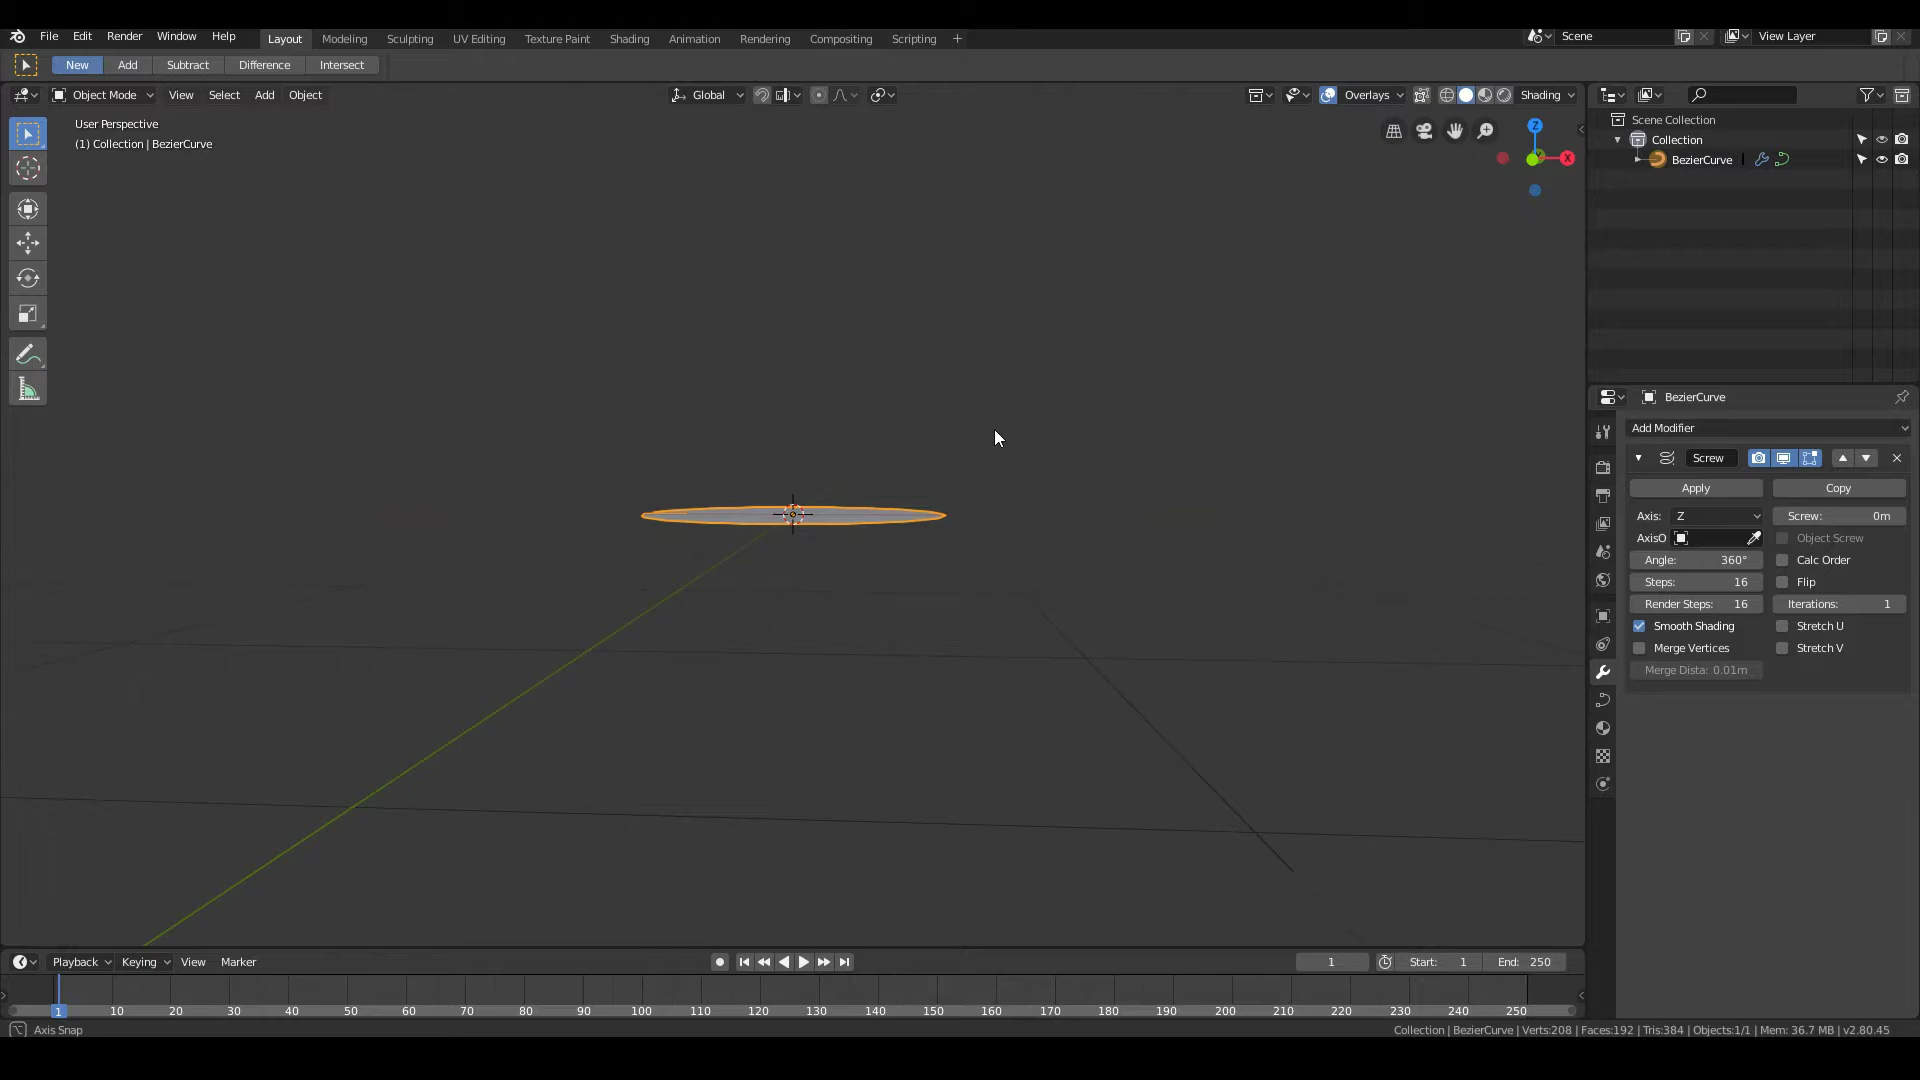 File Edit Render Window Help Layout Modeling Sculpting UV Editing Texture Paint Shading Animation Rendering Compositing Scripting + Scene View Layer
New Add Subtract Difference Intersect
Object Mode View Select Add Object Global Overlays Shading
User Perspective
(1) Collection | BezierCurve
Z
X
Scene Collection
Collection
BezierCurve
BezierCurve
Add Modifier
Screw
Apply Copy
Axis: Z Screw: 0m
AxisO Object Screw
Angle: 360° Calc Order
Steps: 16 Flip
Render Steps: 16 Iterations: 1
Smooth Shading Stretch U
Merge Vertices Stretch V
Merge Dista: 0.01m
Playback Keying View Marker 1 Start: 1 End: 250
1 10 20 30 40 50 60 70 80 90 100 110 120 130 140 150 160 170 180 190 200 210 220 230 240 250
Axis Snap Collection | BezierCurve | Verts:208 | Faces:192 | Tris:384 | Objects:1/1 | Mem: 36.7 MB | v2.80.45